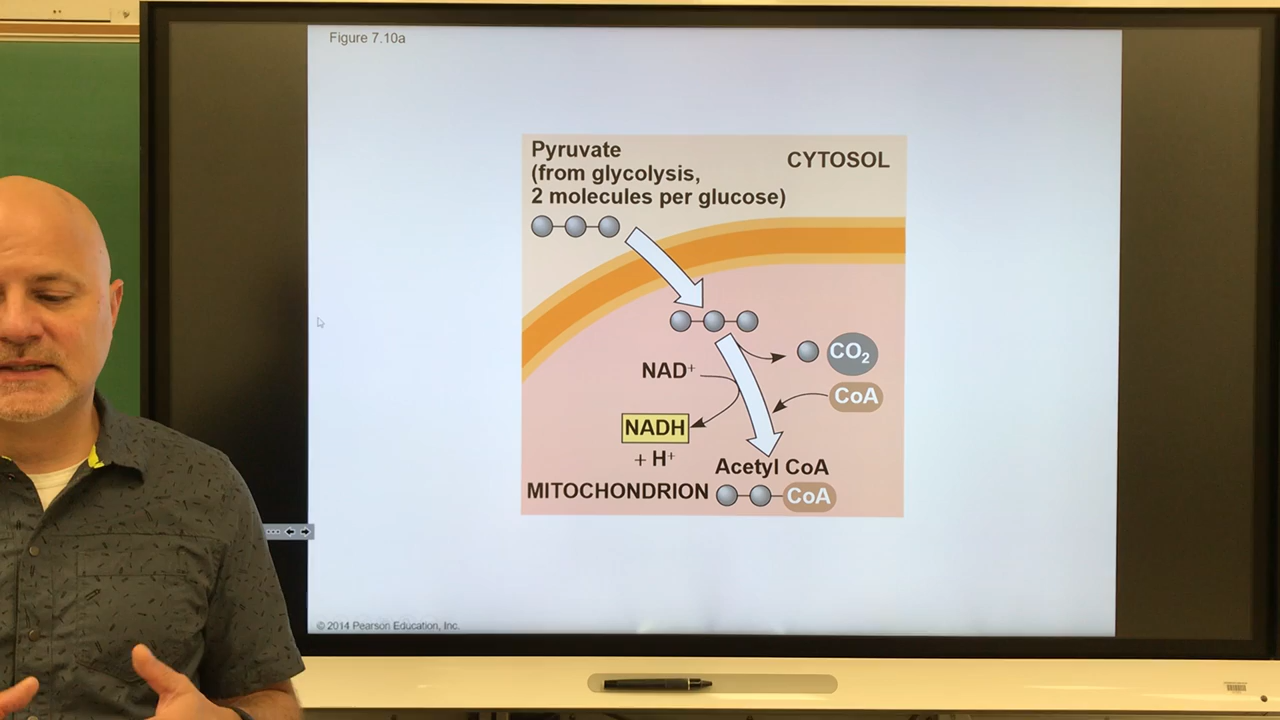 Figure 7.10a
Pyruvate
(from glycolysis,
2 molecules per glucose)
CYTOSOL
CO₂
NAD⁺
CoA
NADH
+ H⁺
Acetyl CoA
MITOCHONDRION
CoA
© 2014 Pearson Education, Inc.